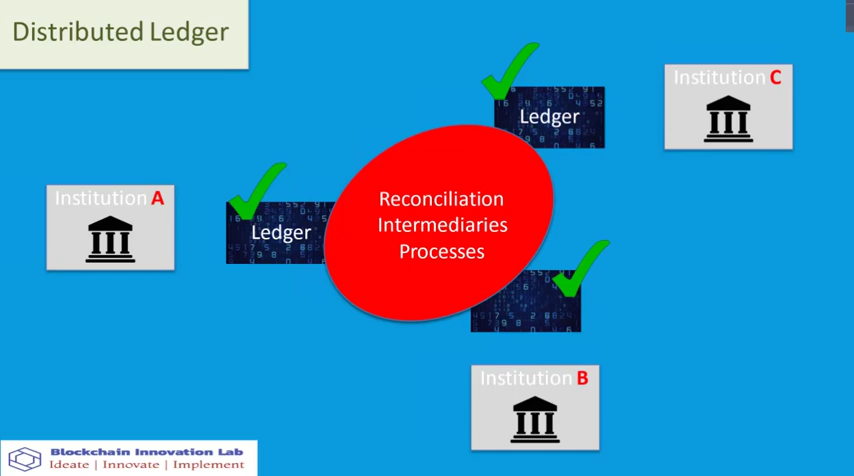 Distributed Ledger
Institution C
Ledger
Institution A
Ledger
Reconciliation
Intermediaries
Processes
Institution B
Blockchain Innovation Lab
Ideate | Innovate | Implement